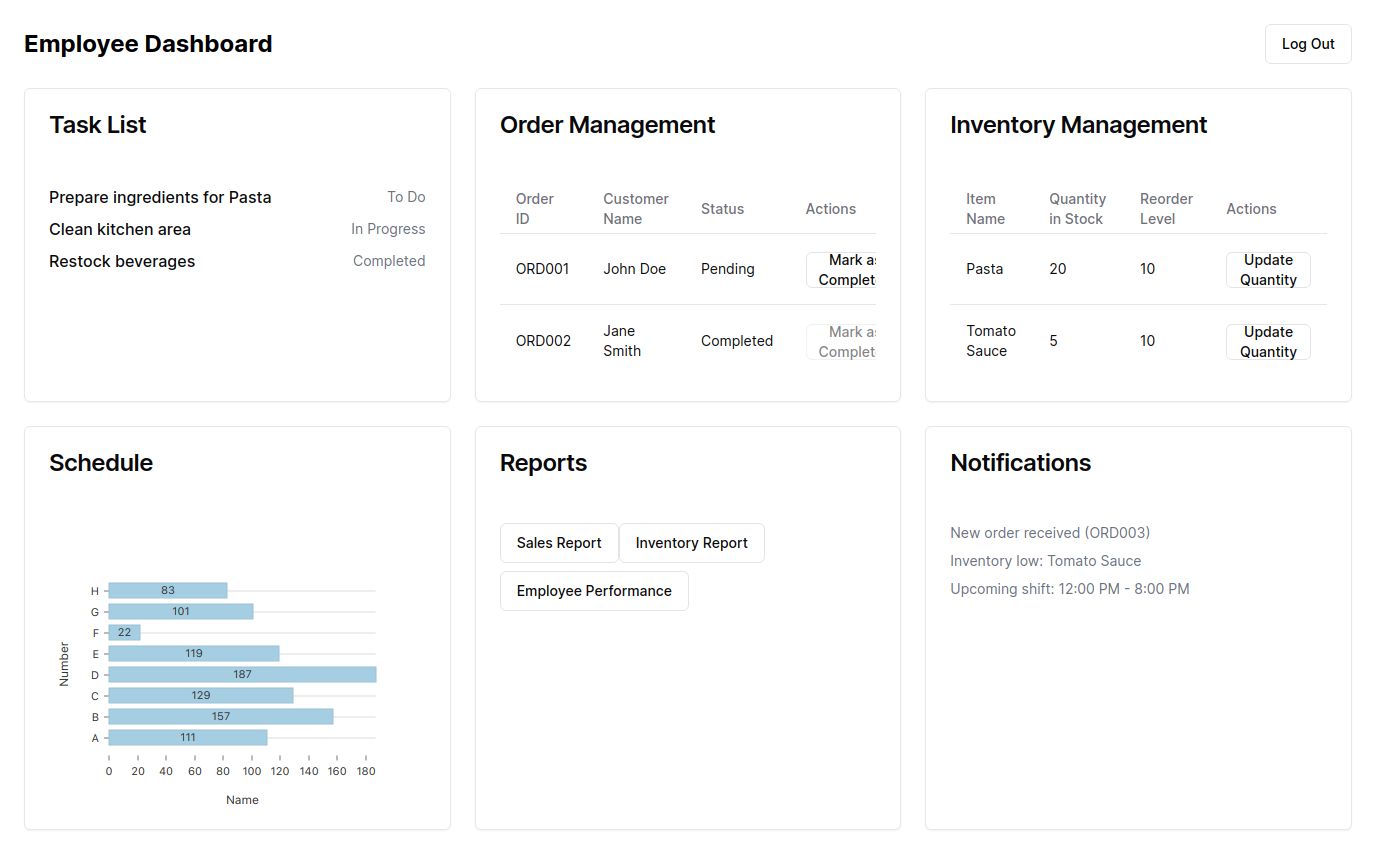 Employee Dashboard
Log Out
Task List
Prepare ingredients for Pasta To Do
Clean kitchen area In Progress
Restock beverages Completed
Order Management
Order ID Customer Name Status Actions
ORD001 John Doe Pending Mark as Complet
ORD002 Jane Smith Completed Mark as Complet
Inventory Management
Item Name Quantity in Stock Reorder Level Actions
Pasta 20 10 Update Quantity
Tomato Sauce 5 10 Update Quantity
Schedule
Number
H 83
G 101
F 22
E 119
D 187
C 129
B 157
A 111
0 20 40 60 80 100 120 140 160 180
Name
Reports
Sales Report Inventory Report
Employee Performance
Notifications
New order received (ORD003)
Inventory low: Tomato Sauce
Upcoming shift: 12:00 PM - 8:00 PM